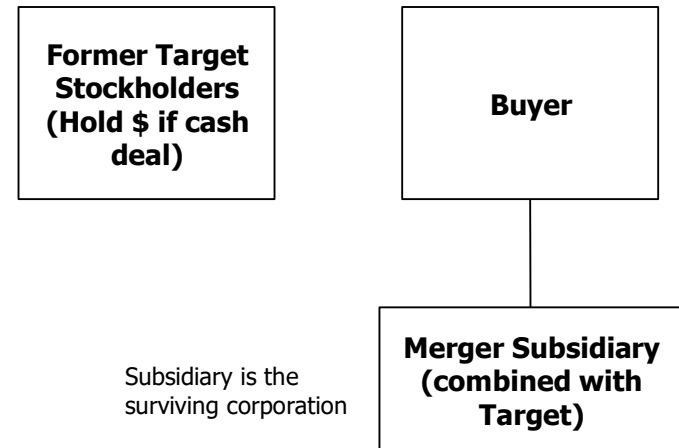 Former Target
Stockholders
(Hold $ if cash
deal)
Buyer
Merger Subsidiary
(combined with
Target)
Subsidiary is the
surviving corporation